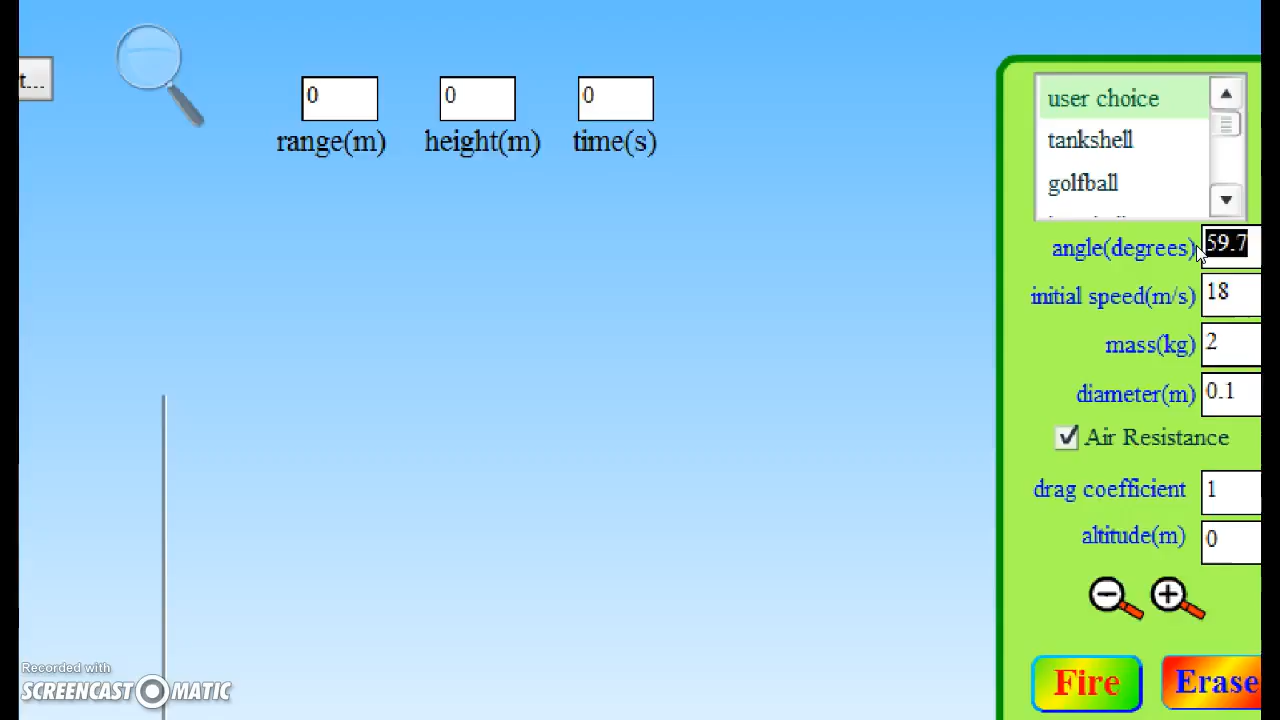 t...
0 0 0
range(m) height(m) time(s)
user choice
tankshell
golfball
angle(degrees) 59.7
initial speed(m/s) 18
mass(kg) 2
diameter(m) 0.1
Air Resistance
drag coefficient 1
altitude(m) 0
Fire Erase
Recorded with
SCREENCAST MATIC